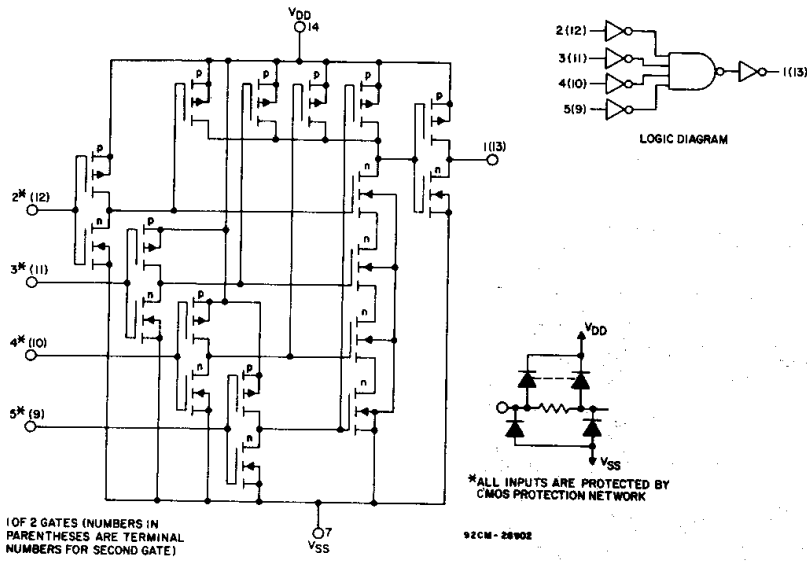 VDD
14
p
p
p
p
p
p
1(13)
n
n
2*(12)
n
p
n
3*(11)
n
p
n
4*(10)
n
p
n
5*(9)
n
1 OF 2 GATES (NUMBERS IN
PARENTHESES ARE TERMINAL
NUMBERS FOR SECOND GATE)
7
VSS
2(12)
3(11)
4(10)
5(9)
1(13)
LOGIC DIAGRAM
VDD
VSS
*ALL INPUTS ARE PROTECTED BY
CMOS PROTECTION NETWORK
92CM-28902